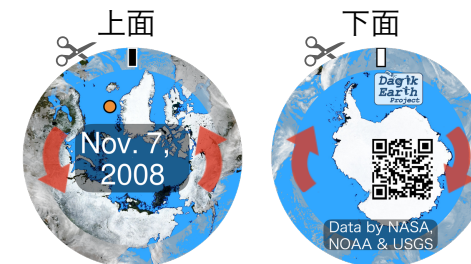 上面
下面
Dagik
Earth
Project
Nov. 7,
2008
Data by NASA,
NOAA & USGS